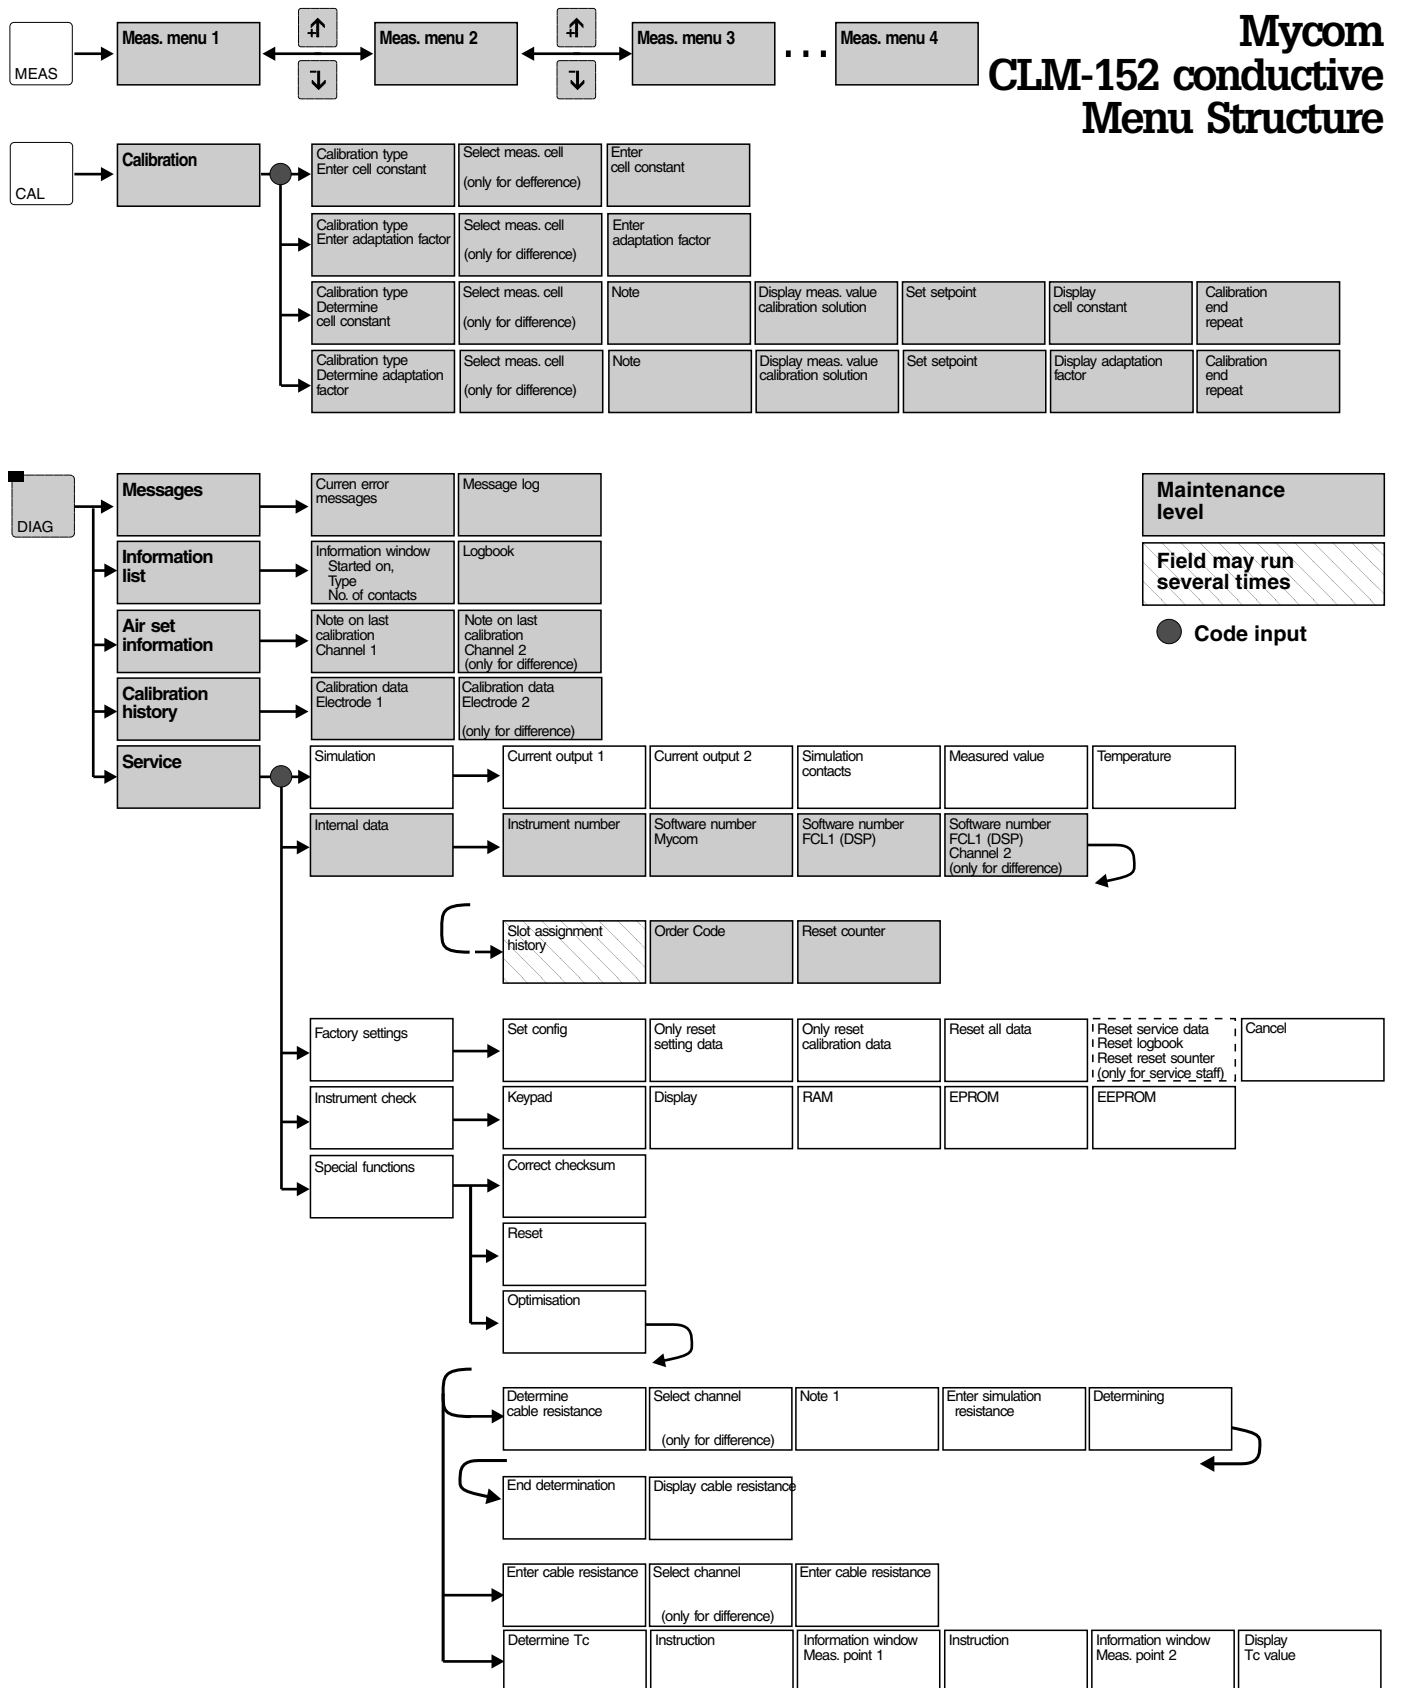 Mycom
CLM-152 conductive
Menu Structure
MEAS
Meas. menu 1
Meas. menu 2
Meas. menu 3
Meas. menu 4
CAL
Calibration
Calibration type
Enter cell constant
Select meas. cell
(only for defference)
Enter
cell constant
Calibration type
Enter adaptation factor
Select meas. cell
(only for difference)
Enter
adaptation factor
Calibration type
Determine
cell constant
Select meas. cell
(only for difference)
Note
Display meas. value
calibration solution
Set setpoint
Display
cell constant
Calibration
end
repeat
Calibration type
Determine adaptation
factor
Select meas. cell
(only for difference)
Note
Display meas. value
calibration solution
Set setpoint
Display adaptation
factor
Calibration
end
repeat
DIAG
Messages
Curren error
messages
Message log
Maintenance
level
Information
list
Information window
Started on,
Type
No. of contacts
Logbook
Field may run
several times
Air set
information
Note on last
calibration
Channel 1
Note on last
calibration
Channel 2
(only for difference)
Code input
Calibration
history
Calibration data
Electrode 1
Calibration data
Electrode 2
(only for difference)
Service
Simulation
Current output 1
Current output 2
Simulation
contacts
Measured value
Temperature
Internal data
Instrument number
Software number
Mycom
Software number
FCL1 (DSP)
Software number
FCL1 (DSP)
Channel 2
(only for difference)
Slot assignment
history
Order Code
Reset counter
Factory settings
Set config
Only reset
setting data
Only reset
calibration data
Reset all data
Reset service data
Reset logbook
Reset reset sounter
(only for service staff)
Cancel
Instrument check
Keypad
Display
RAM
EPROM
EEPROM
Special functions
Correct checksum
Reset
Optimisation
Determine
cable resistance
Select channel
(only for difference)
Note 1
Enter simulation
resistance
Determining
End determination
Display cable resistance
Enter cable resistance
Select channel
(only for difference)
Enter cable resistance
Determine Tc
Instruction
Information window
Meas. point 1
Instruction
Information window
Meas. point 2
Display
Tc value